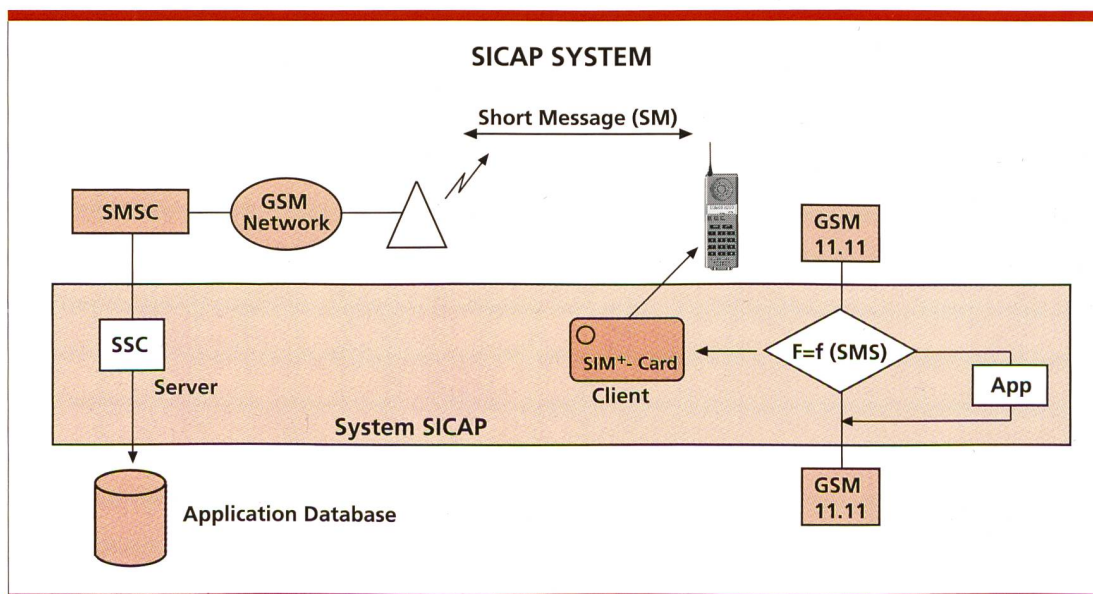 SICAP SYSTEM
Short Message (SM)
SMSC
GSM
Network
GSM
11.11
SSC
Server
SIM⁺- Card
Client
F=f (SMS)
App
System SICAP
Application Database
GSM
11.11